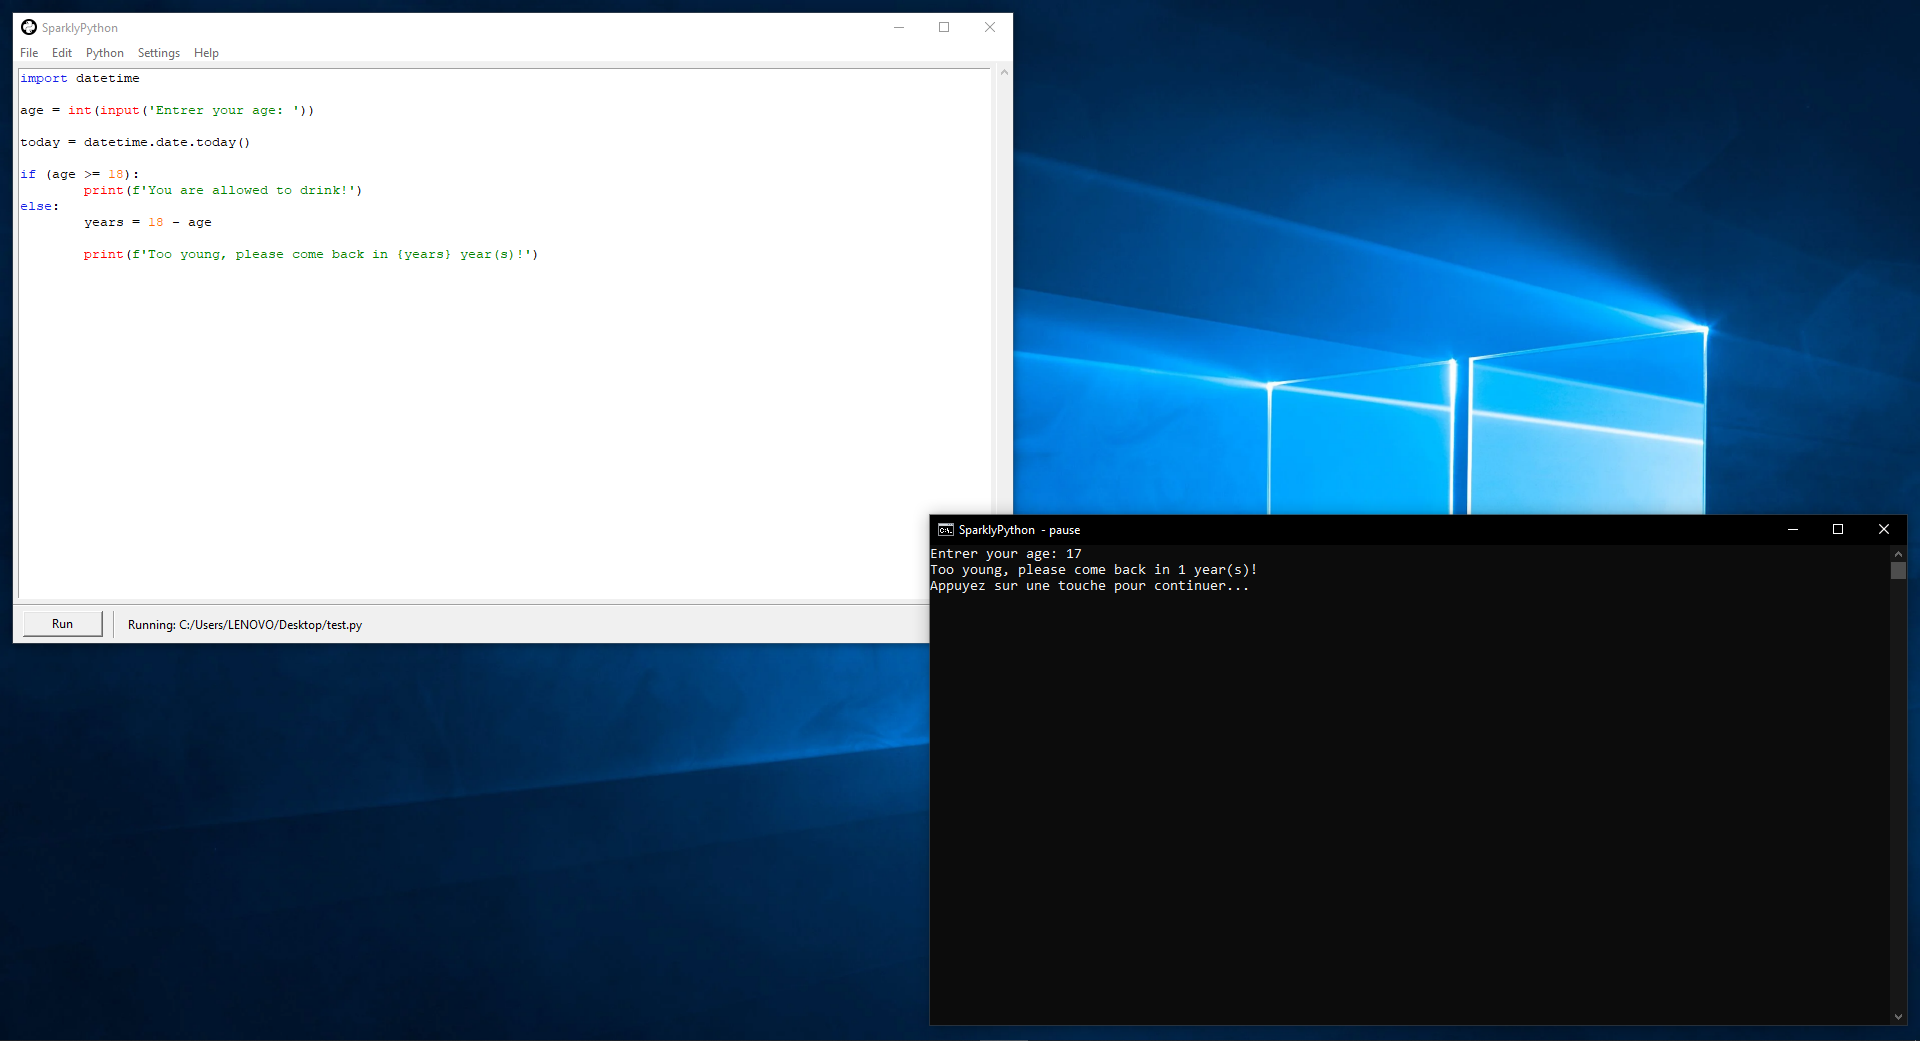 SparklyPython
File Edit Python Settings Help
import datetime
age = int(input('Entrer your age: '))
today = datetime.date.today()
if (age >= 18):
print(f'You are allowed to drink!')
else:
years = 18 - age
print(f'Too young, please come back in {years} year(s)!')
Run
Running: C:/Users/LENOVO/Desktop/test.py
C:\. SparklyPython - pause
Entrer your age: 17
Too young, please come back in 1 year(s)!
Appuyez sur une touche pour continuer...